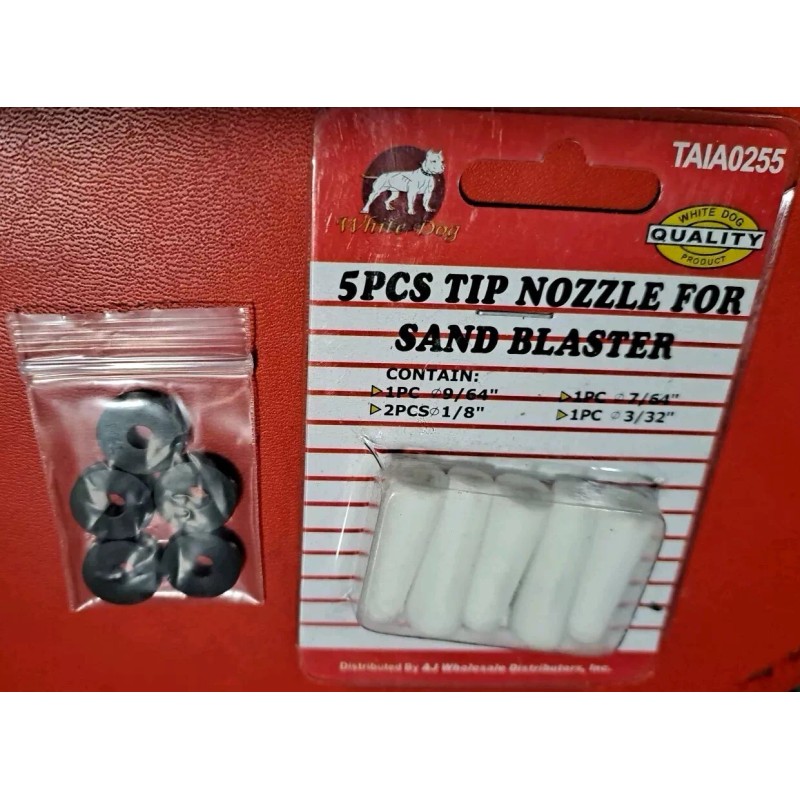 TAIA0255
White Dog
WHITE DOG
QUALITY
PRODUCT
5PCS TIP NOZZLE FOR
SAND BLASTER
CONTAIN:
1PC ⌀9/64" 1PC ⌀7/64"
2PCS⌀1/8" 1PC ⌀3/32"
Distributed By AJ Wholesale Distributors, Inc.